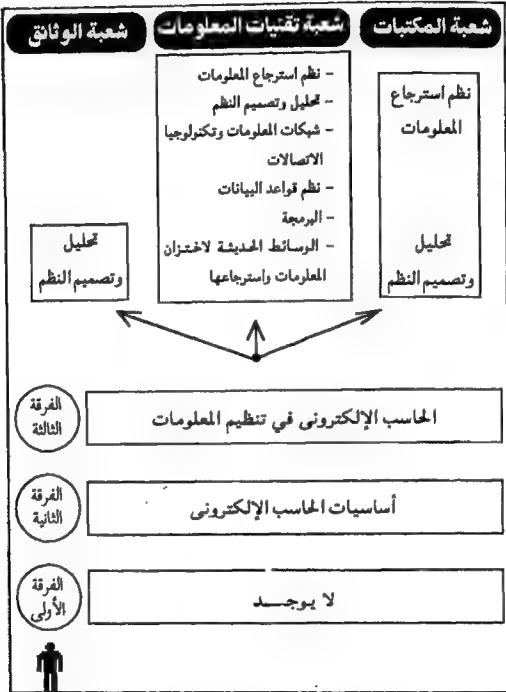 شعبة المكتبات
شعبة تقنيات المعلومات
شعبة الوثائق
نظم استرجاع
المعلومات
تحليل
وتصميم النظم
- نظم استرجاع المعلومات
- تحليل وتصميم النظم
- شبكات المعلومات وتكنولوجيا
الاتصالات
- نظم قواعد البيانات
- البرمجة
- الوسائط الحديثة لاختزان
المعلومات واسترجاعها
تحليل
وتصميم النظم
الفرقة
الثالثة
الحاسب الإلكترونى في تنظيم المعلومات
الفرقة
الثانية
أساسيات الحاسب الإلكترونى
الفرقة
الأولى
لا يوجـــد